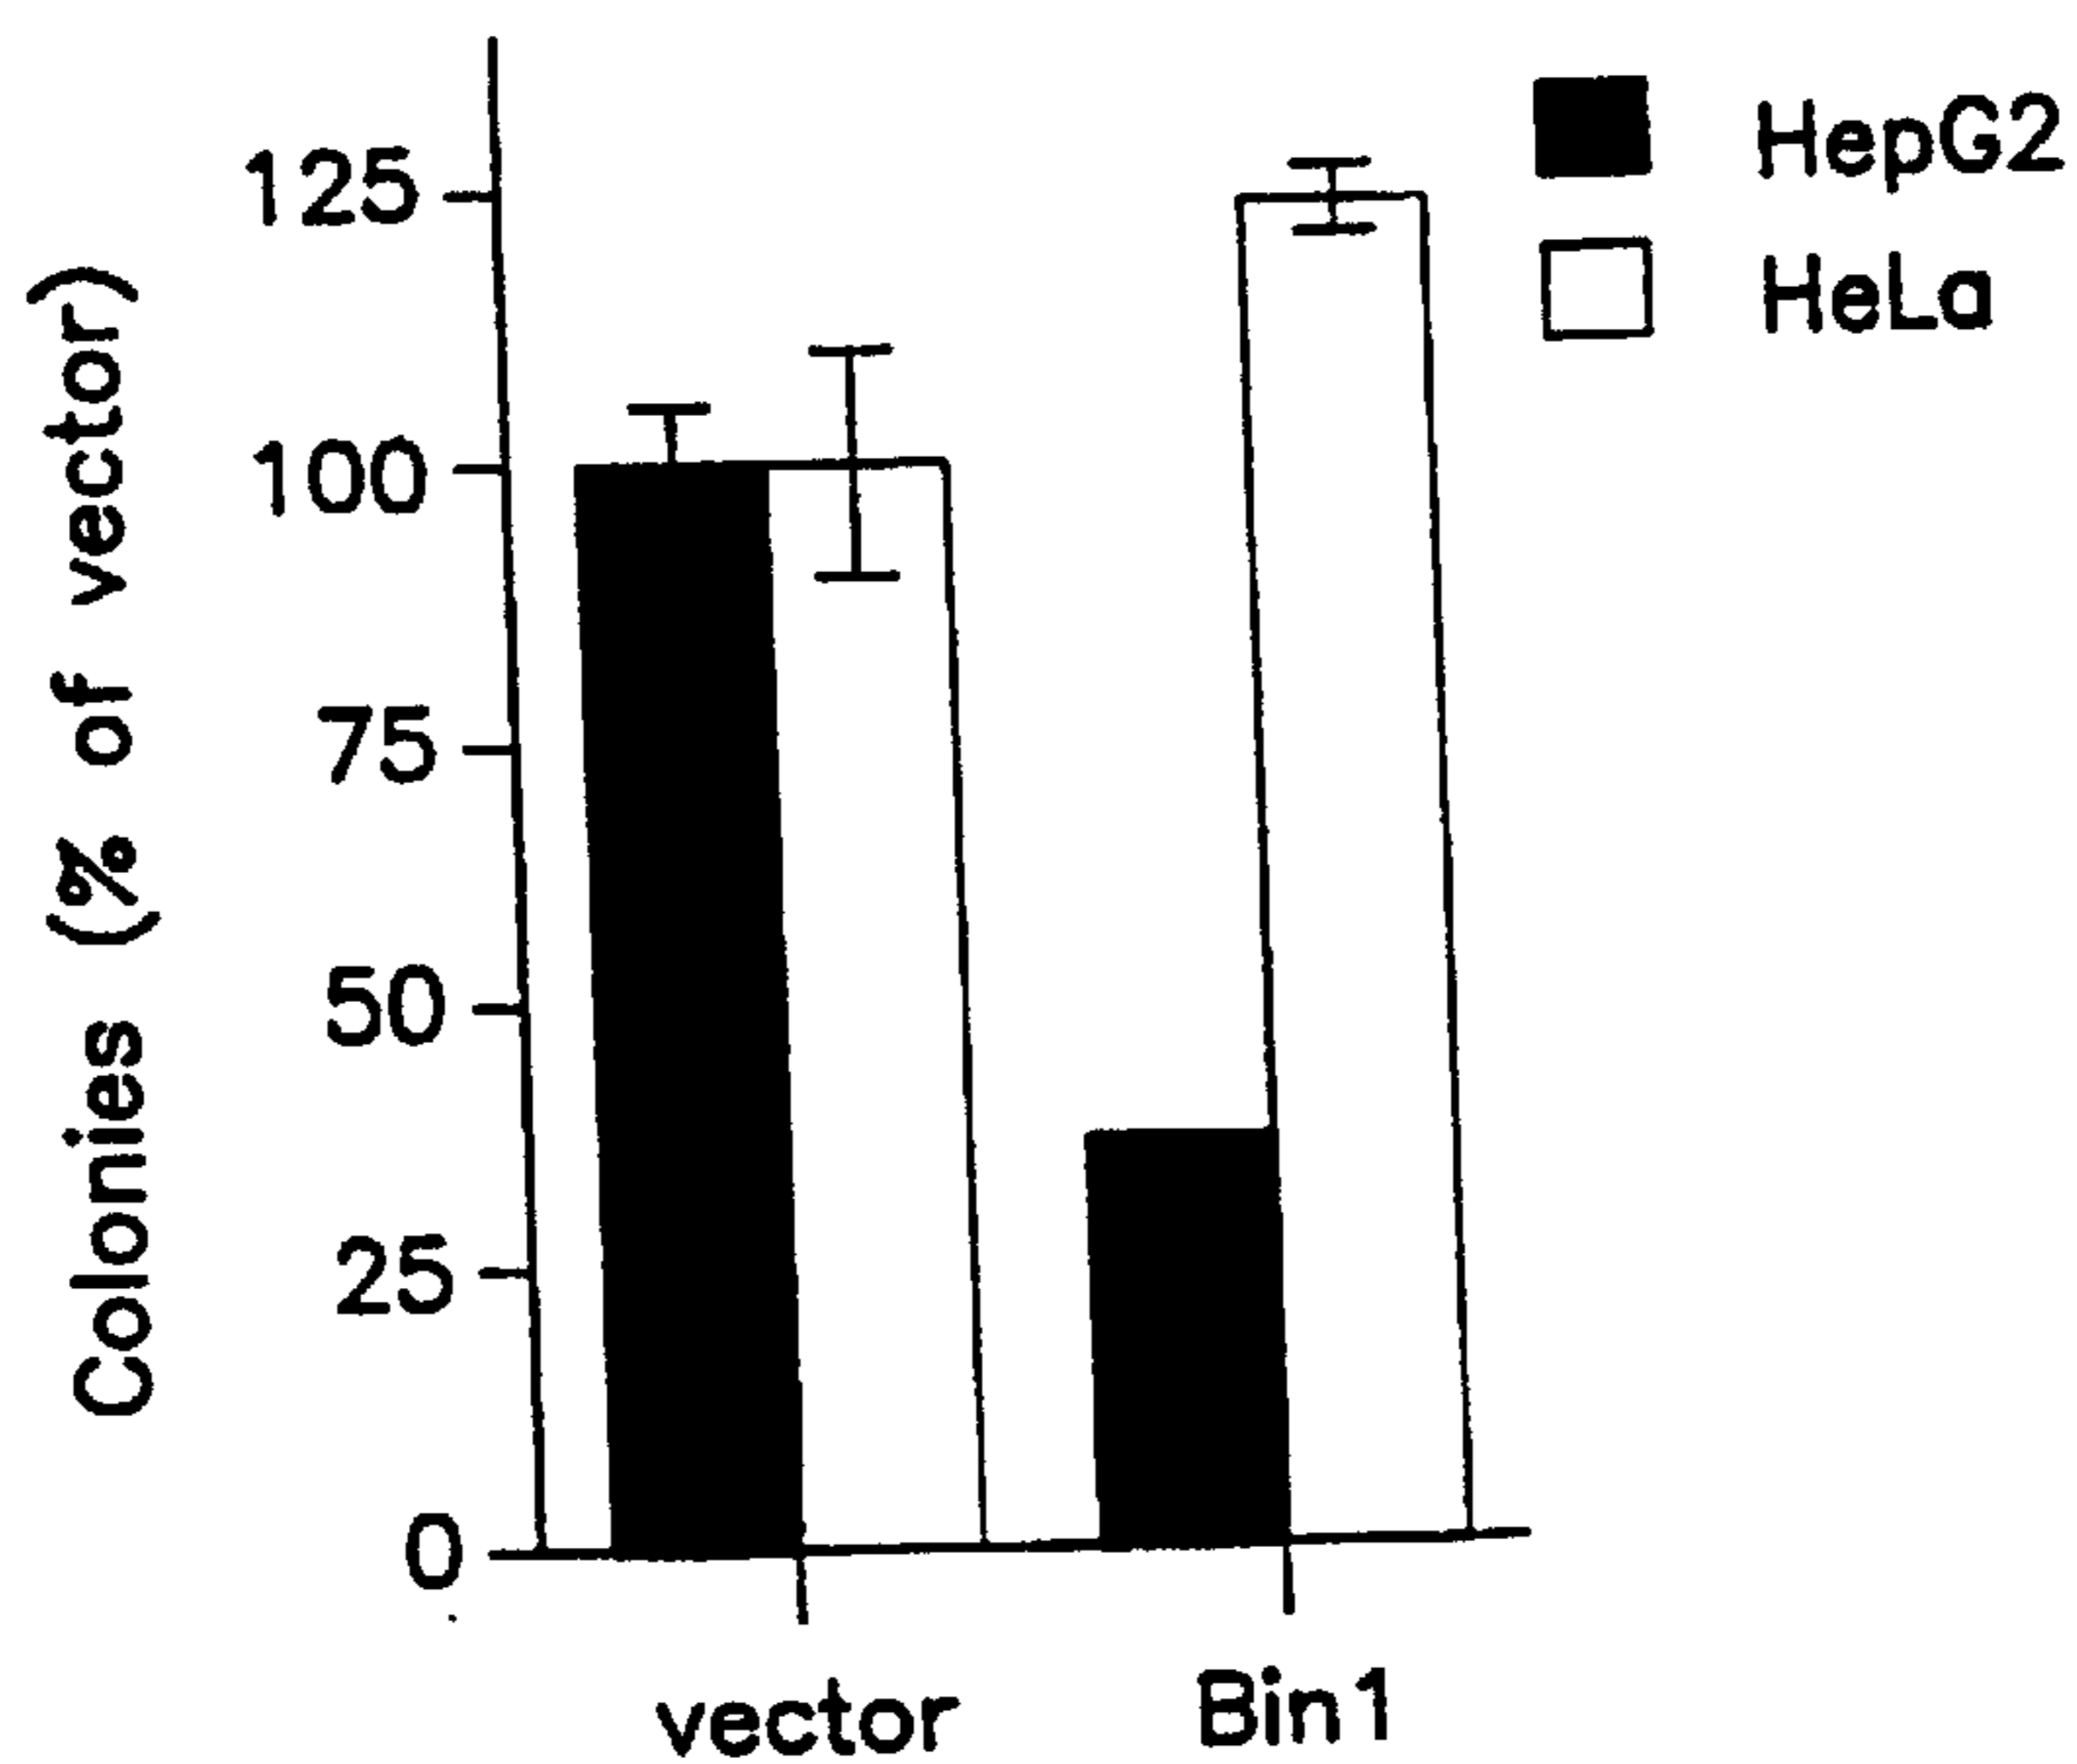 Colonies (% of vector)
125
100
75
50
25
0
vector
Bin1
HepG2
HeLa